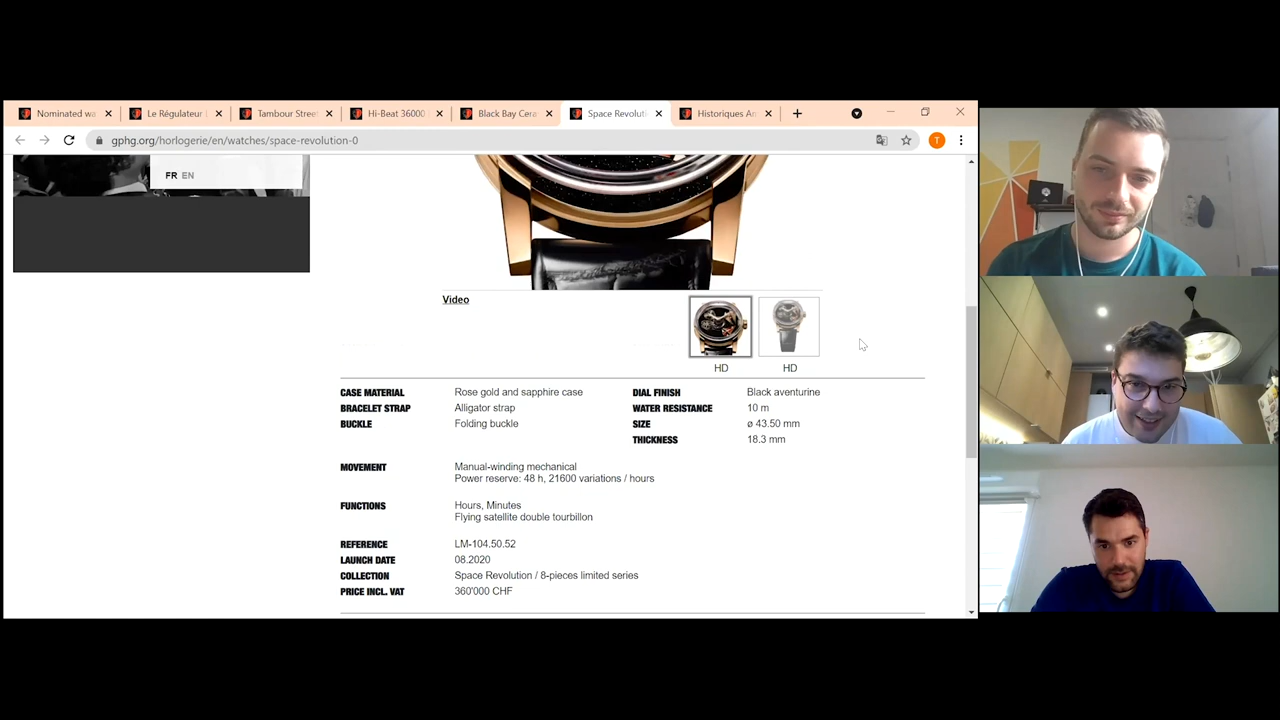 Nominated wa
Le Régulateur L
Tambour Stree
Hi-Beat 36000
Black Bay Cera
Space Revoluti
Historiques Am
gphg.org/horlogerie/en/watches/space-revolution-0
T
FR EN
Video
HD
HD
CASE MATERIAL Rose gold and sapphire case
BRACELET STRAP Alligator strap
BUCKLE Folding buckle
DIAL FINISH Black aventurine
WATER RESISTANCE 10 m
SIZE ø 43.50 mm
THICKNESS 18.3 mm
MOVEMENT Manual-winding mechanical
Power reserve: 48 h, 21600 variations / hours
FUNCTIONS Hours, Minutes
Flying satellite double tourbillon
REFERENCE LM-104.50.52
LAUNCH DATE 08.2020
COLLECTION Space Revolution / 8-pieces limited series
PRICE INCL. VAT 360'000 CHF